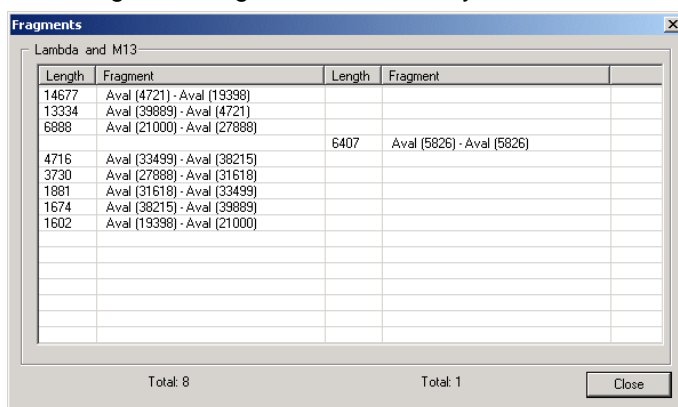 Fragments
Lambda and M13
Length Fragment Length Fragment
14677 AvaI (4721) - AvaI (19398)
13334 AvaI (39889) - AvaI (4721)
6888 AvaI (21000) - AvaI (27888)
6407 AvaI (5826) - AvaI (5826)
4716 AvaI (33499) - AvaI (38215)
3730 AvaI (27888) - AvaI (31618)
1881 AvaI (31618) - AvaI (33499)
1674 AvaI (38215) - AvaI (39889)
1602 AvaI (19398) - AvaI (21000)
Total: 8 Total: 1 Close